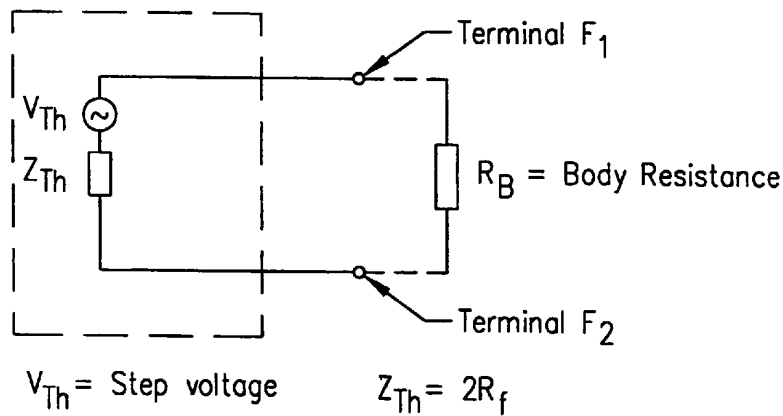 Terminal F1
VTh
ZTh
RB = Body Resistance
Terminal F2
VTh = Step voltage
ZTh = 2Rf